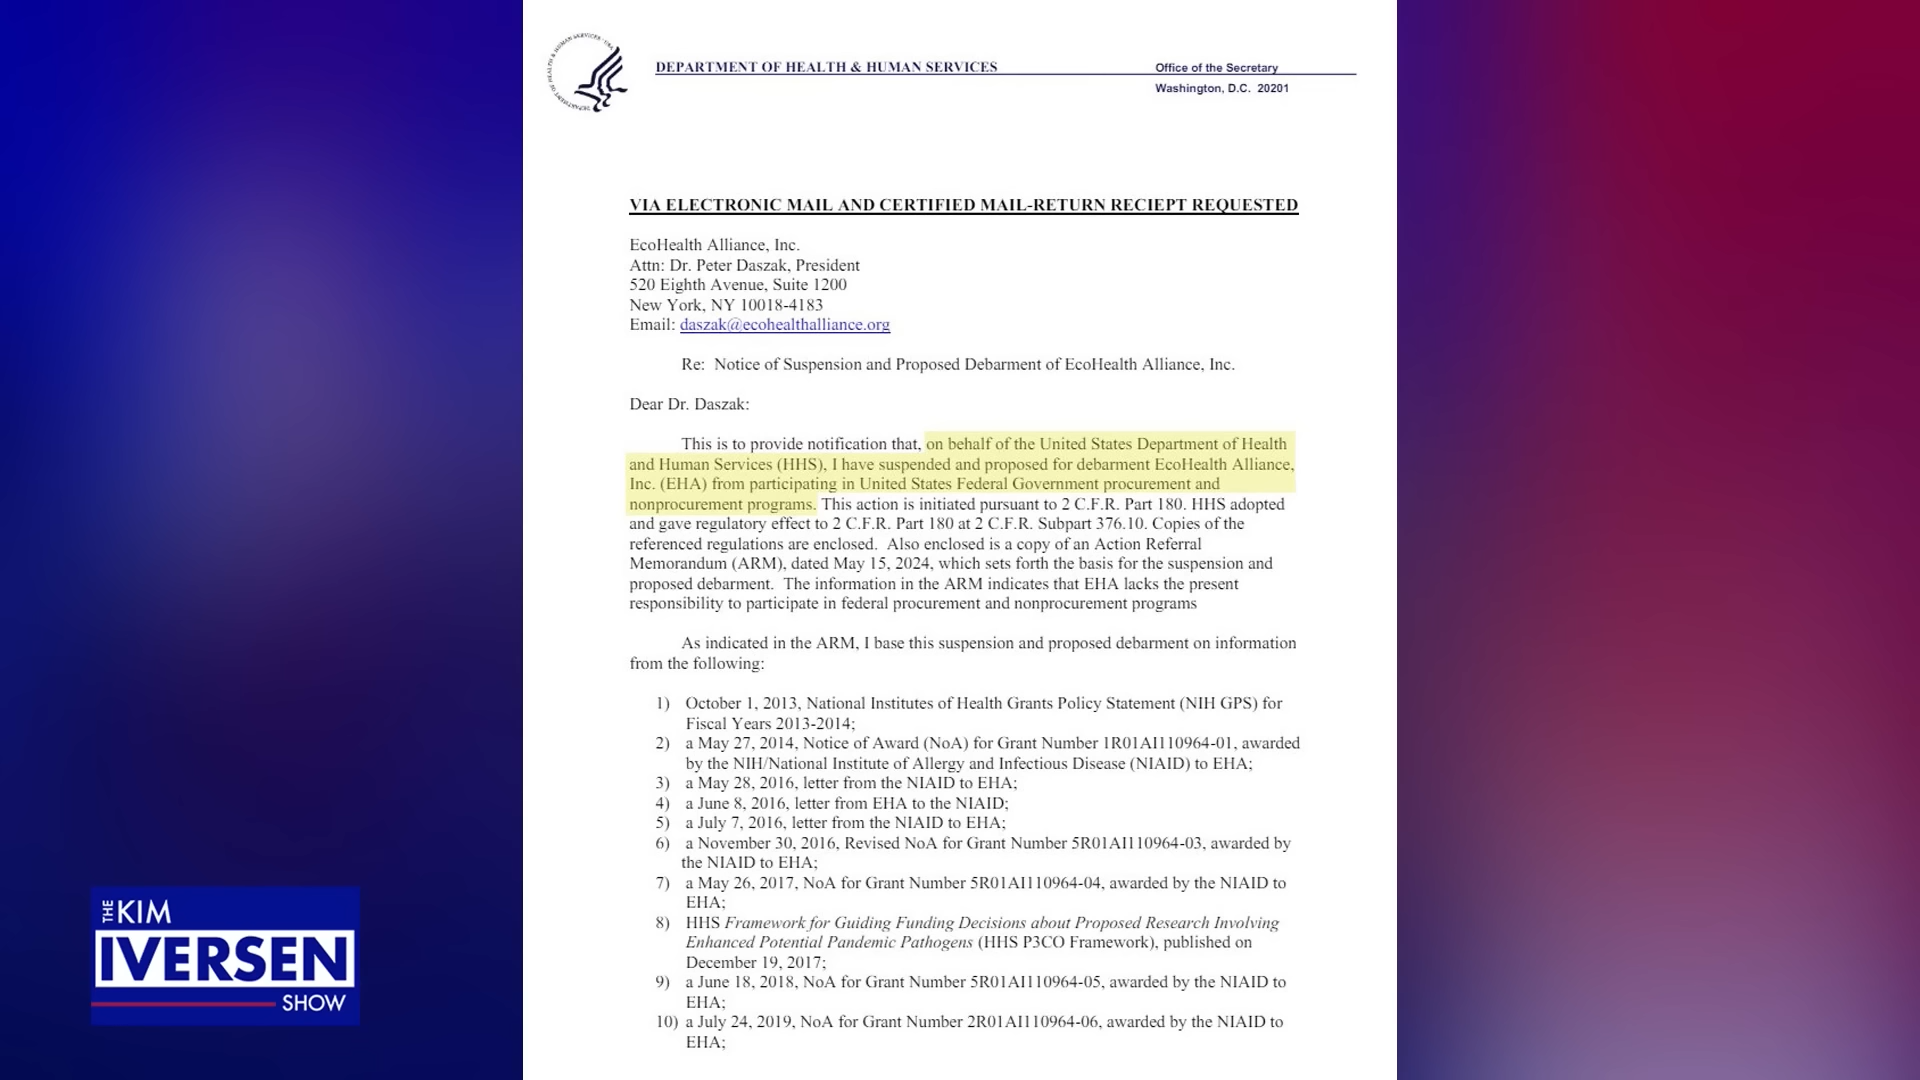 DEPARTMENT OF HEALTH & HUMAN SERVICES
Office of the Secretary
Washington, D.C. 20201
DEPARTMENT OF HEALTH & HUMAN SERVICES · USA
VIA ELECTRONIC MAIL AND CERTIFIED MAIL-RETURN RECIEPT REQUESTED
EcoHealth Alliance, Inc.
Attn: Dr. Peter Daszak, President
520 Eighth Avenue, Suite 1200
New York, NY 10018-4183
Email: daszak@ecohealthalliance.org
Re: Notice of Suspension and Proposed Debarment of EcoHealth Alliance, Inc.
Dear Dr. Daszak:
This is to provide notification that, on behalf of the United States Department of Health
and Human Services (HHS), I have suspended and proposed for debarment EcoHealth Alliance,
Inc. (EHA) from participating in United States Federal Government procurement and
nonprocurement programs. This action is initiated pursuant to 2 C.F.R. Part 180. HHS adopted
and gave regulatory effect to 2 C.F.R. Part 180 at 2 C.F.R. Subpart 376.10. Copies of the
referenced regulations are enclosed. Also enclosed is a copy of an Action Referral
Memorandum (ARM), dated May 15, 2024, which sets forth the basis for the suspension and
proposed debarment. The information in the ARM indicates that EHA lacks the present
responsibility to participate in federal procurement and nonprocurement programs
As indicated in the ARM, I base this suspension and proposed debarment on information
from the following:
1) October 1, 2013, National Institutes of Health Grants Policy Statement (NIH GPS) for
Fiscal Years 2013-2014;
2) a May 27, 2014, Notice of Award (NoA) for Grant Number 1R01AI110964-01, awarded
by the NIH/National Institute of Allergy and Infectious Disease (NIAID) to EHA;
3) a May 28, 2016, letter from the NIAID to EHA;
4) a June 8, 2016, letter from EHA to the NIAID;
5) a July 7, 2016, letter from the NIAID to EHA;
6) a November 30, 2016, Revised NoA for Grant Number 5R01AI110964-03, awarded by
the NIAID to EHA;
7) a May 26, 2017, NoA for Grant Number 5R01AI110964-04, awarded by the NIAID to
EHA;
8) HHS Framework for Guiding Funding Decisions about Proposed Research Involving
Enhanced Potential Pandemic Pathogens (HHS P3CO Framework), published on
December 19, 2017;
9) a June 18, 2018, NoA for Grant Number 5R01AI110964-05, awarded by the NIAID to
EHA;
10) a July 24, 2019, NoA for Grant Number 2R01AI110964-06, awarded by the NIAID to
EHA;
THE KIM
IVERSEN
SHOW